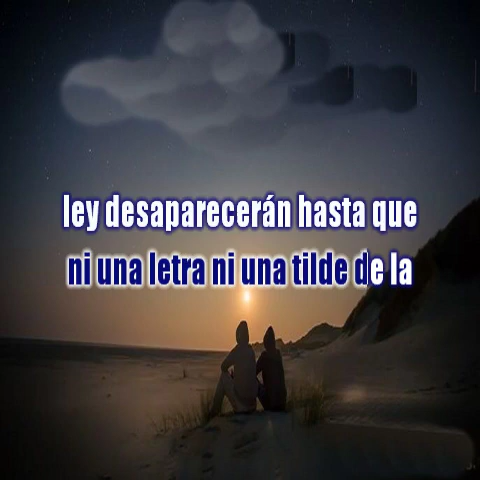 ley desaparecerán hasta que
ni una letra ni una tilde de la